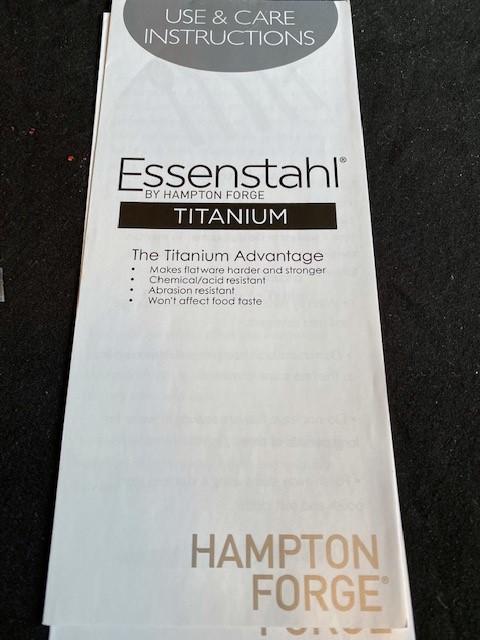 USE & CARE
INSTRUCTIONS
Essenstahl®
BY HAMPTON FORGE
TITANIUM
The Titanium Advantage
• Makes flatware harder and stronger
• Chemical/acid resistant
• Abrasion resistant
• Won't affect food taste
HAMPTON
FORGE®
FORGE